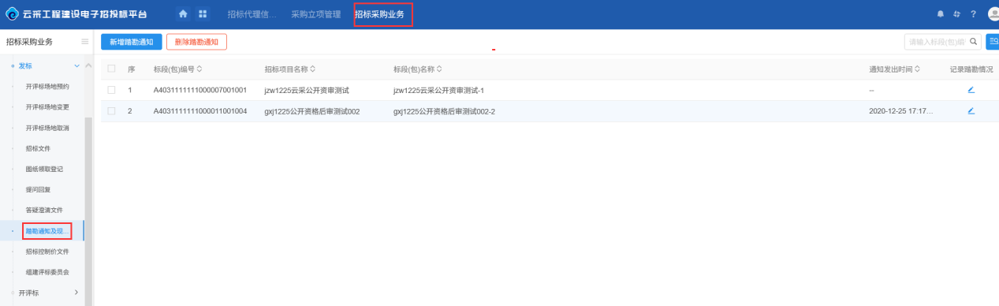 云采工程建设电子招投标平台
招标代理信...
采购立项管理
招标采购业务
?
招标采购业务
新增踏勘通知
删除踏勘通知
请输入标段(包)编
发标
开评标场地预约
开评标场地变更
开评标场地取消
招标文件
图纸领取登记
提问回复
答疑澄清文件
踏勘通知及现...
招标控制价文件
组建评标委员会
开评标
序 标段(包)编号 招标项目名称 标段(包)名称 通知发出时间 记录踏勘情况
1 A4031111111000007001001 jzw1225云采公开资审测试 jzw1225云采公开资审测试-1 --
2 A4031111111000011001004 gxj1225公开资格后审测试002 gxj1225公开资格后审测试002-2 2020-12-25 17:17...